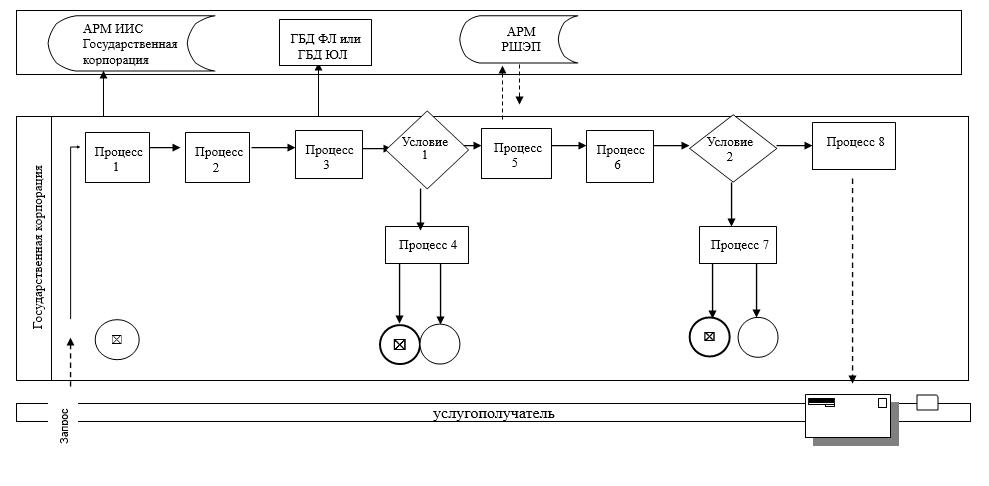 АРМ ИИС
Государственная
корпорация
ГБД ФЛ или
ГБД ЮЛ
АРМ
РШЭП
Государственная корпорация
Процесс
1
Процесс
2
Процесс
3
Условие
1
Процесс
5
Процесс
6
Условие
2
Процесс 8
Процесс 4
Процесс 7
Запрос
услугополучатель